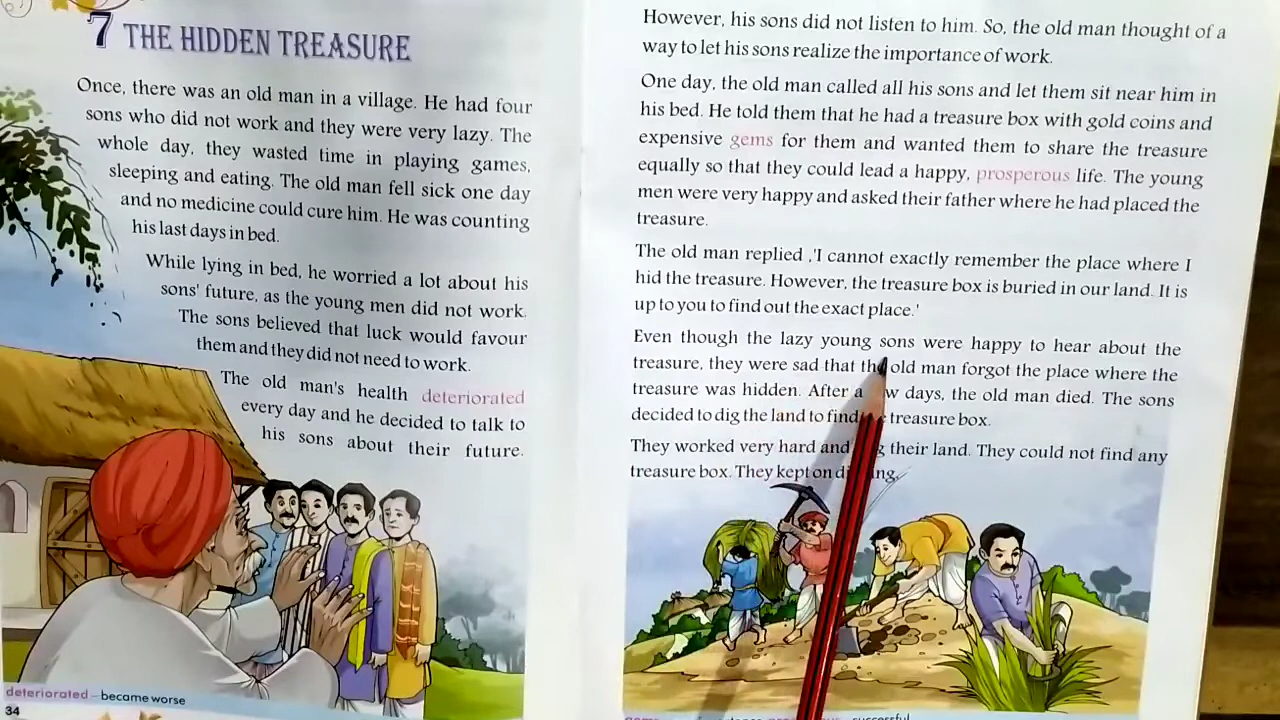 7 THE HIDDEN TREASURE
Once, there was an old man in a village. He had four
sons who did not work and they were very lazy. The
whole day, they wasted time in playing games,
sleeping and eating. The old man fell sick one day
and no medicine could cure him. He was counting
his last days in bed.
While lying in bed, he worried a lot about his
sons' future, as the young men did not work.
The sons believed that luck would favour
them and they did not need to work.
The old man's health deteriorated
every day and he decided to talk to
his sons about their future.
deteriorated – became worse
34
However, his sons did not listen to him. So, the old man thought of a
way to let his sons realize the importance of work.
One day, the old man called all his sons and let them sit near him in
his bed. He told them that he had a treasure box with gold coins and
expensive gems for them and wanted them to share the treasure
equally so that they could lead a happy, prosperous life. The young
men were very happy and asked their father where he had placed the
treasure.
The old man replied ,'I cannot exactly remember the place where I
hid the treasure. However, the treasure box is buried in our land. It is
up to you to find out the exact place.'
Even though the lazy young sons were happy to hear about the
treasure, they were sad that the old man forgot the place where the
treasure was hidden. After a days, the old man died. The sons
decided to dig the land to find treasure box.
They worked very hard and their land. They could not find any
treasure box. They kept on
successful